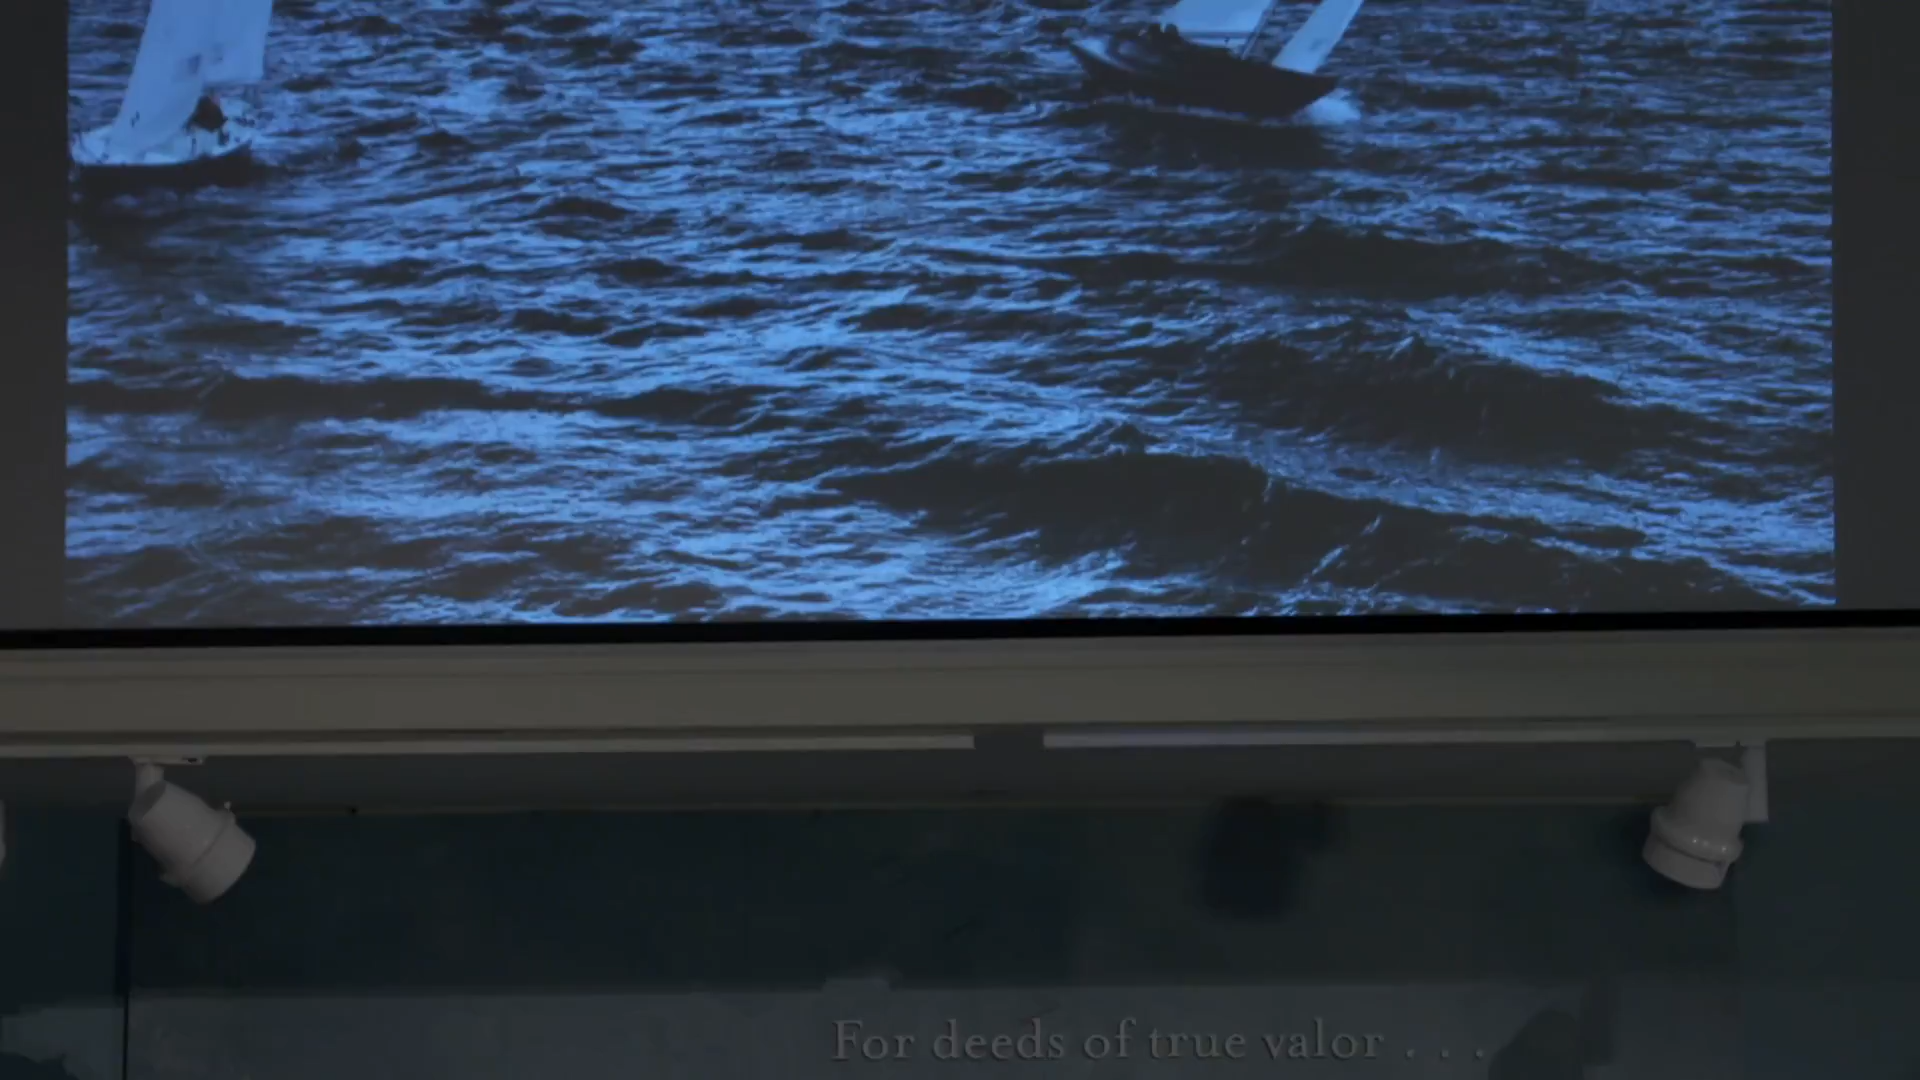 For deeds of true valor . . .